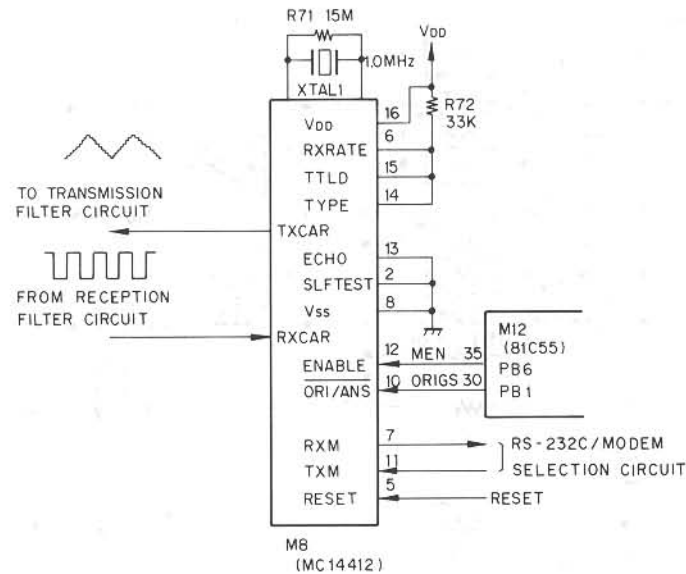 R71 15M
1.0MHz
XTAL1
VDD
R72
33K
VDD 16
RXRATE 6
TTLD 15
TYPE 14
TO TRANSMISSION
FILTER CIRCUIT
TXCAR
ECHO 13
SLFTEST 2
VSS 8
FROM RECEPTION
FILTER CIRCUIT
RXCAR
M12
(81C55)
ENABLE 12 MEN 35 PB6
ORI/ANS 10 ORIGS 30 PB1
RXM 7 RS-232C/MODEM
TXM 11 SELECTION CIRCUIT
RESET 5 RESET
M8
(MC14412)